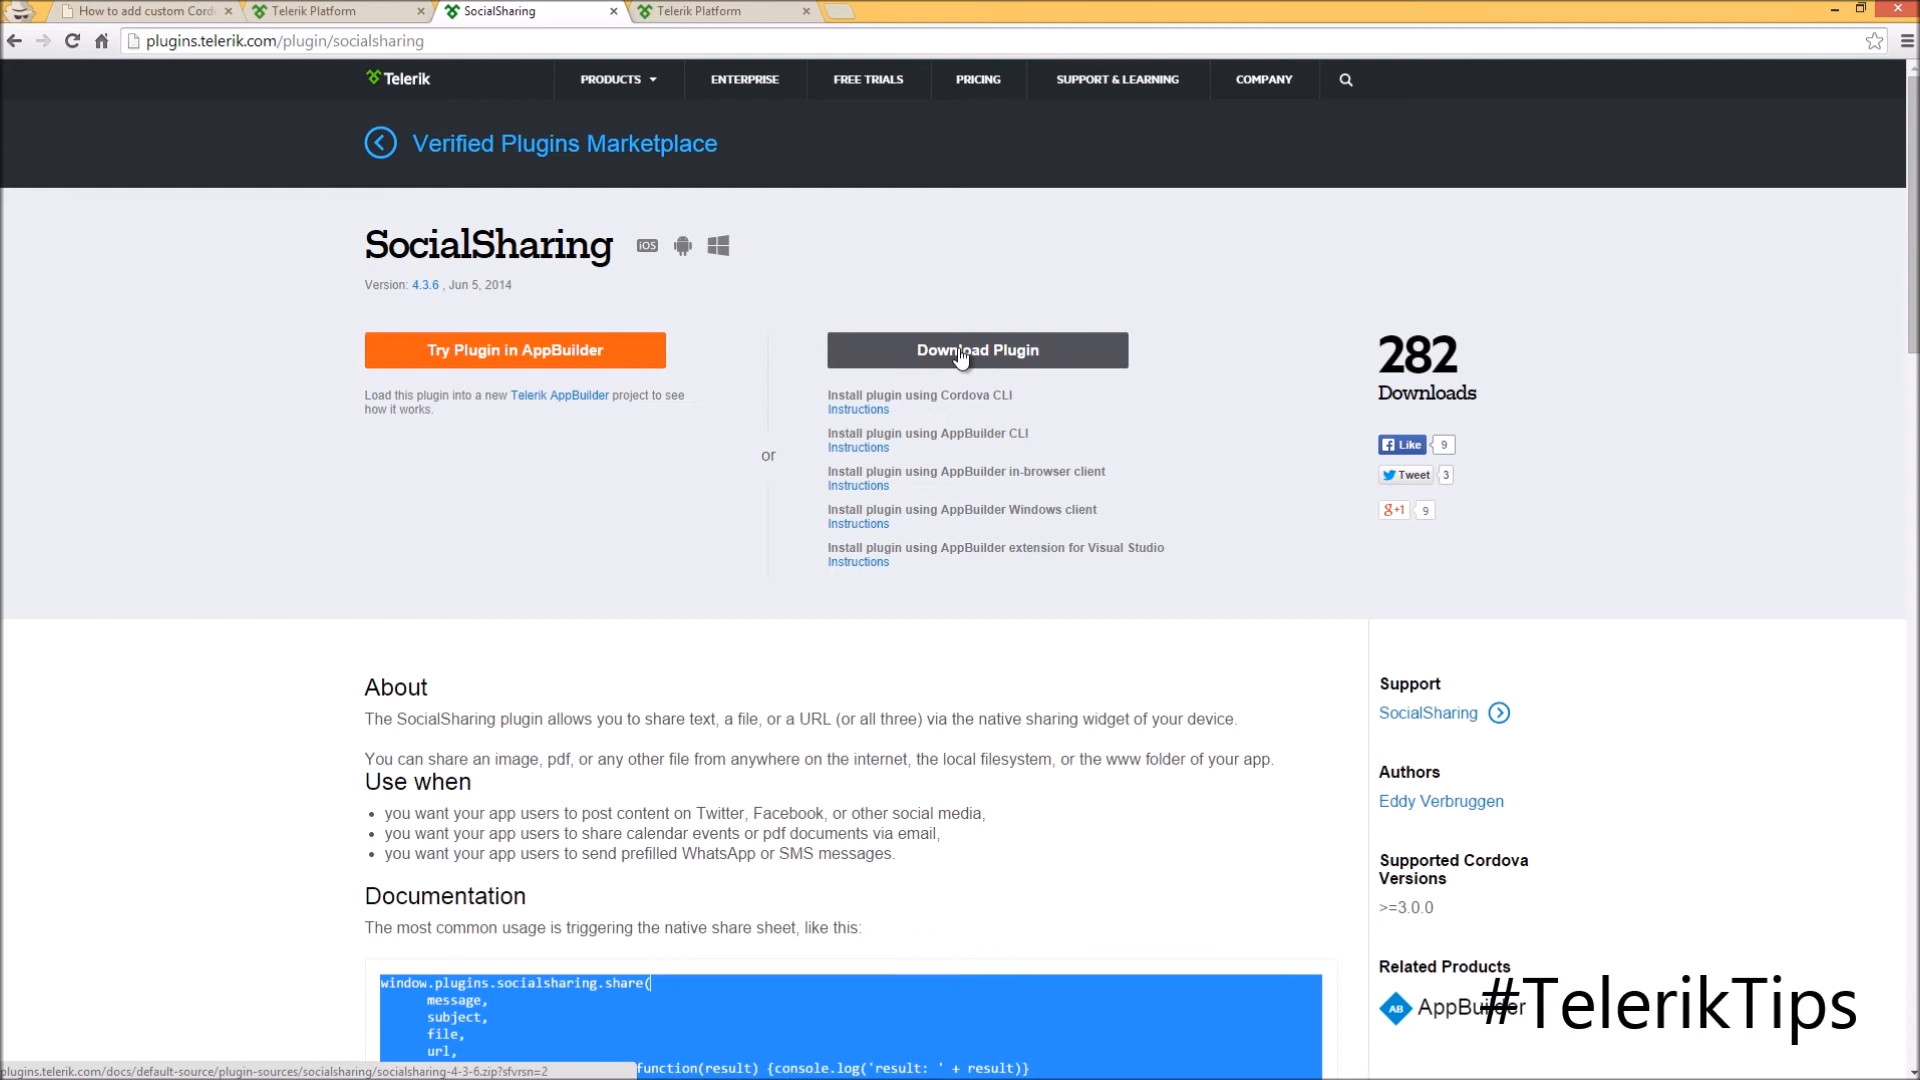 How to add custom Cord
Telerik Platform
SocialSharing
Telerik Platform
plugins.telerik.com/plugin/socialsharing
Telerik
PRODUCTS
ENTERPRISE
FREE TRIALS
PRICING
SUPPORT & LEARNING
COMPANY
Verified Plugins Marketplace
SocialSharing
iOS
Version: 4.3.6 , Jun 5, 2014
Try Plugin in AppBuilder
Load this plugin into a new Telerik AppBuilder project to see
how it works.
or
Download Plugin
Install plugin using Cordova CLI
Instructions
Install plugin using AppBuilder CLI
Instructions
Install plugin using AppBuilder in-browser client
Instructions
Install plugin using AppBuilder Windows client
Instructions
Install plugin using AppBuilder extension for Visual Studio
Instructions
282
Downloads
Like 9
Tweet 3
g+1 9
About
The SocialSharing plugin allows you to share text, a file, or a URL (or all three) via the native sharing widget of your device.
You can share an image, pdf, or any other file from anywhere on the internet, the local filesystem, or the www folder of your app.
Use when
• you want your app users to post content on Twitter, Facebook, or other social media,
• you want your app users to share calendar events or pdf documents via email,
• you want your app users to send prefilled WhatsApp or SMS messages.
Documentation
The most common usage is triggering the native share sheet, like this:
window.plugins.socialsharing.share(
message,
subject,
file,
url,
function(result) {console.log('result: ' + result)}
Support
SocialSharing
Authors
Eddy Verbruggen
Supported Cordova
Versions
>=3.0.0
Related Products
AB AppBuilder
#TelerikTips
plugins.telerik.com/docs/default-source/plugin-sources/socialsharing/socialsharing-4-3-6.zip?sfvrsn=2